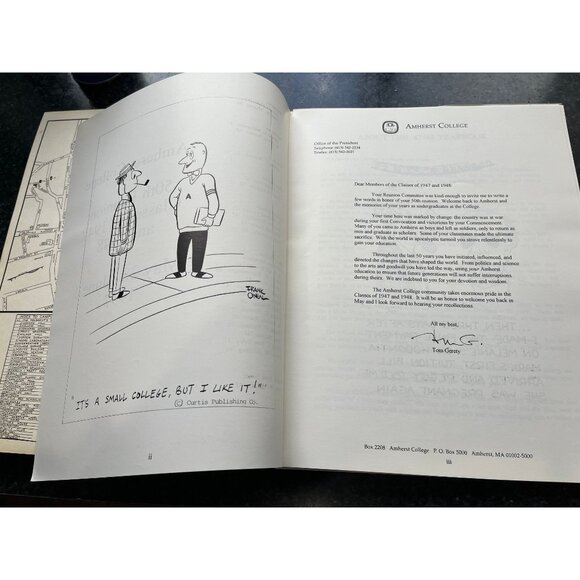 A
FRANK
O'NEAL
"IT'S A SMALL COLLEGE, BUT I LIKE IT!"
(C) Curtis Publishing Co.
ii
AMHERST COLLEGE
Office of the President
Telephone (413) 542-2234
Dear Members of the Classes of 1947 and 1948:
Your Reunion Committee was kind enough to invite me to write a
few words in honor of your 50th reunion. Welcome back to Amherst and
the memories of your years as undergraduates at the College.
Your time here was marked by change: the country was at war
during your first Convocation and victorious by your Commencement.
Many of you came to Amherst as boys and left as soldiers, only to return as
men and graduate as scholars. Some of your classmates made the ultimate
sacrifice. With the world in apocalyptic turmoil you strove relentlessly to
gain your education.
Throughout the last 50 years you have initiated, influenced, and
directed the changes that have shaped the world. From politics and science
to the arts and goodwill you have led the way, using your Amherst
education to ensure that future generations will not suffer interruptions
during theirs. We are indebted to you for your devotion and wisdom.
The Amherst College community takes enormous pride in the
Classes of 1947 and 1948. It will be an honor to welcome you back in
May and I look forward to hearing your recollections.
All my best,
Tom Gerety
Box 2208 Amherst College P. O. Box 5000 Amherst, MA 01002-5000
iii